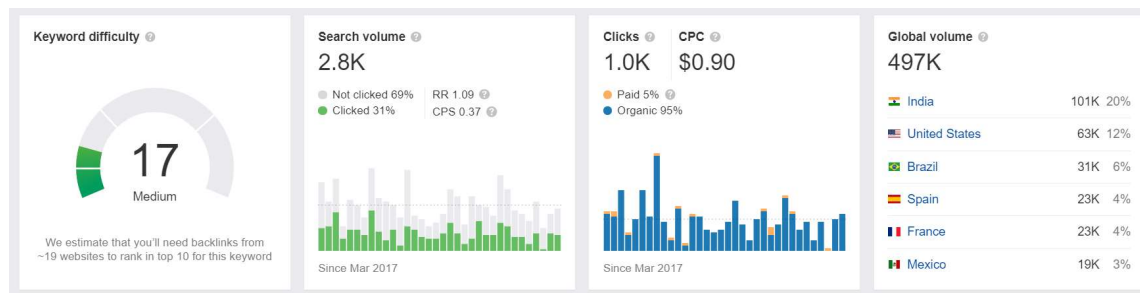 Keyword difficulty
17
Medium
We estimate that you'll need backlinks from
~19 websites to rank in top 10 for this keyword
Search volume
2.8K
Not clicked 69% RR 1.09
Clicked 31% CPS 0.37
Since Mar 2017
Clicks CPC
1.0K $0.90
Paid 5%
Organic 95%
Since Mar 2017
Global volume
497K
India 101K 20%
United States 63K 12%
Brazil 31K 6%
Spain 23K 4%
France 23K 4%
Mexico 19K 3%